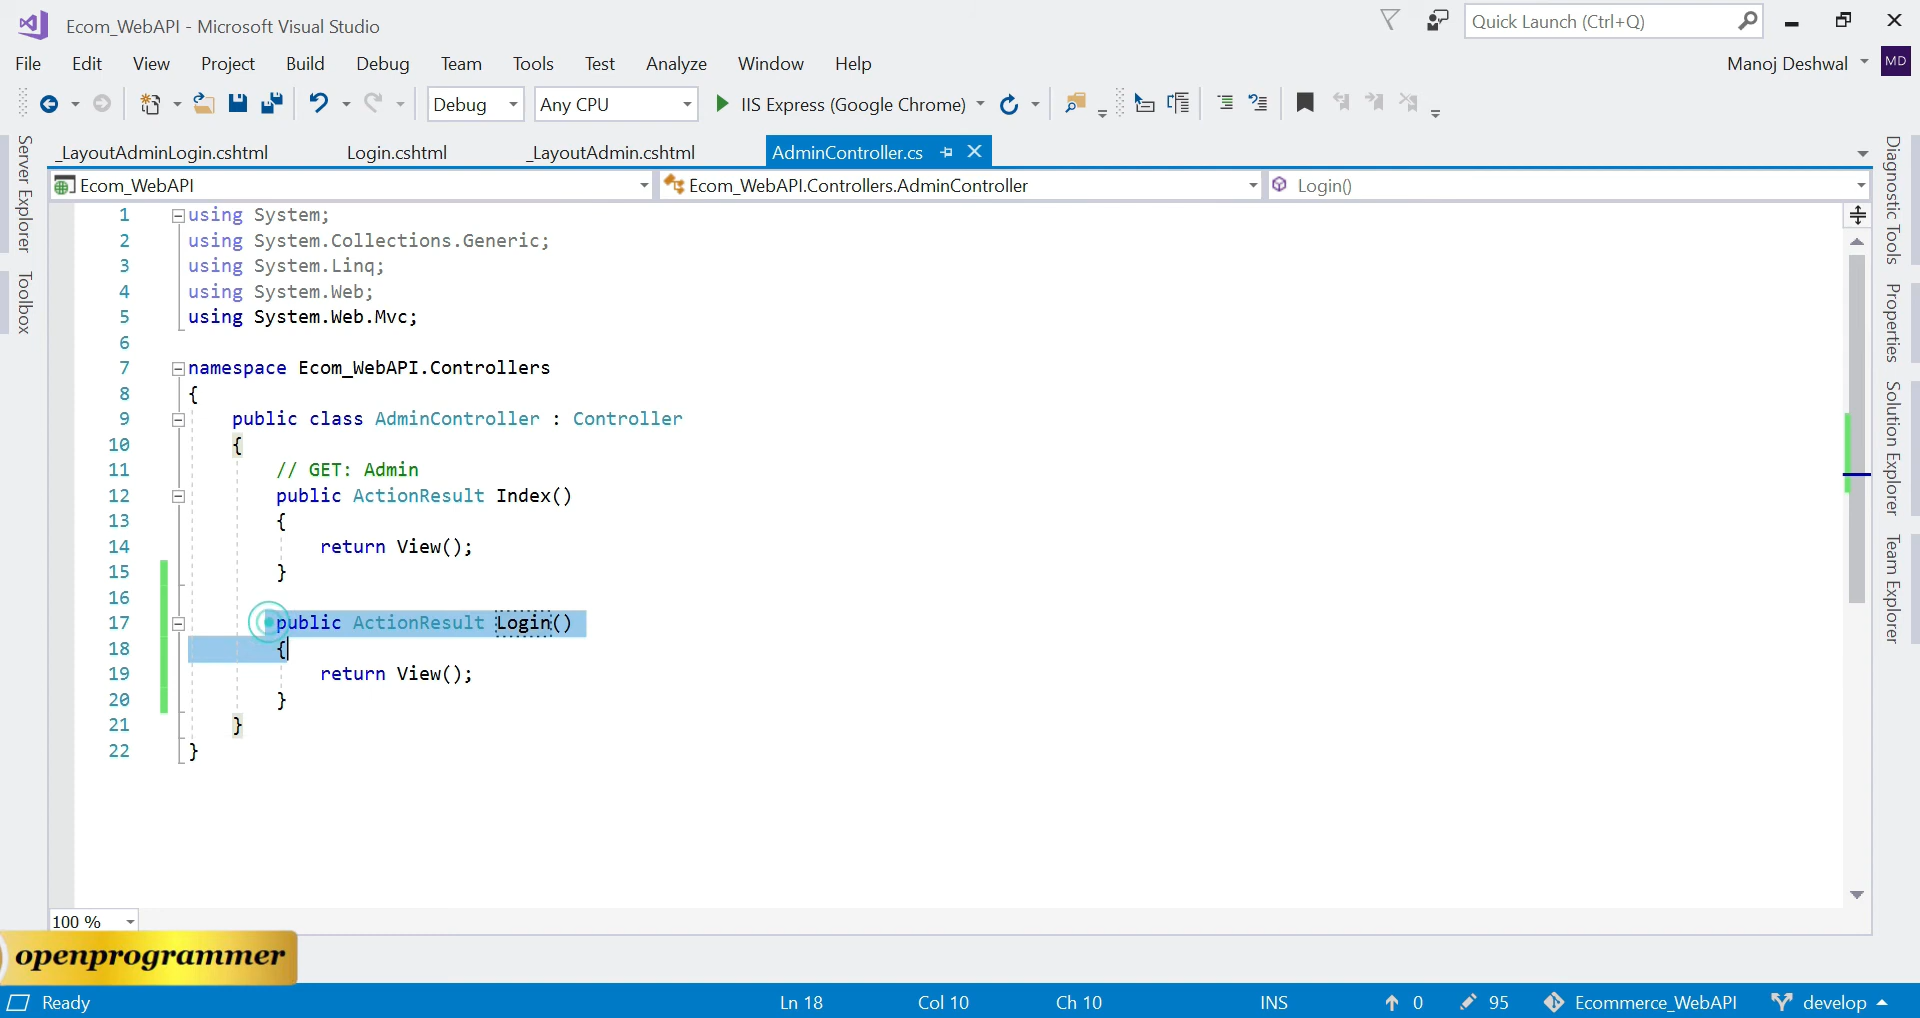 Ecom_WebAPI - Microsoft Visual Studio
Quick Launch (Ctrl+Q)
File Edit View Project Build Debug Team Tools Test Analyze Window Help
Manoj Deshwal MD
Debug Any CPU IIS Express (Google Chrome)
_LayoutAdminLogin.cshtml Login.cshtml _LayoutAdmin.cshtml AdminController.cs
Ecom_WebAPI Ecom_WebAPI.Controllers.AdminController Login()
Server Explorer
Toolbox
1 using System;
2 using System.Collections.Generic;
3 using System.Linq;
4 using System.Web;
5 using System.Web.Mvc;
6
7 namespace Ecom_WebAPI.Controllers
8 {
9 public class AdminController : Controller
10 {
11 // GET: Admin
12 public ActionResult Index()
13 {
14 return View();
15 }
16
17 public ActionResult Login()
18 {
19 return View();
20 }
21 }
22 }
Diagnostic Tools
Properties
Solution Explorer
Team Explorer
100 %
openprogrammer
Ready Ln 18 Col 10 Ch 10 INS 0 95 Ecommerce_WebAPI develop